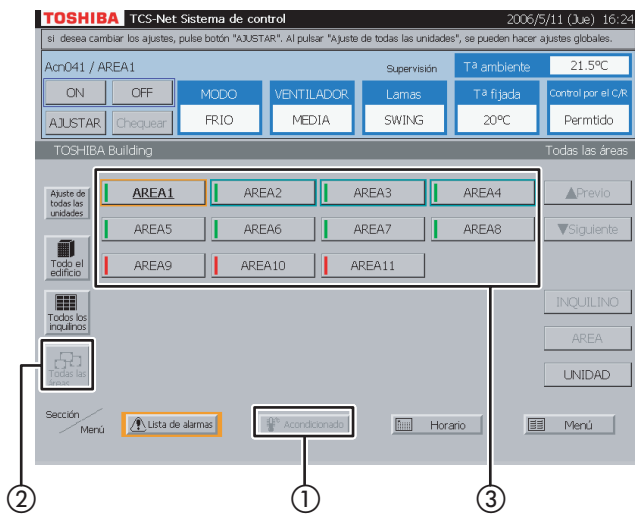 TOSHIBA TCS-Net Sistema de control 2006/5/11 (Jue) 16:24
si desea cambiar los ajustes, pulse botón "AJUSTAR". Al pulsar "Ajuste de todas las unidades", se pueden hacer ajustes globales.
Acn041 / AREA1 Supervisión Tª ambiente 21.5ºC
ON OFF MODO VENTILADOR Lamas Tª fijada Control por el C/R
AJUSTAR Chequear FRIO MEDIA SWING 20ºC Permtido
TOSHIBA Building Todas las áreas
Ajuste de todas las unidades
AREA1 AREA2 AREA3 AREA4 ▲Previo
AREA5 AREA6 AREA7 AREA8 ▼Siguiente
Todo el edificio
AREA9 AREA10 AREA11
Todos los inquilinos
INQUILINO
AREA
Todas las áreas
UNIDAD
Sección / Menú
Lista de alarmas Acondicionado Horario Menú
② ① ③